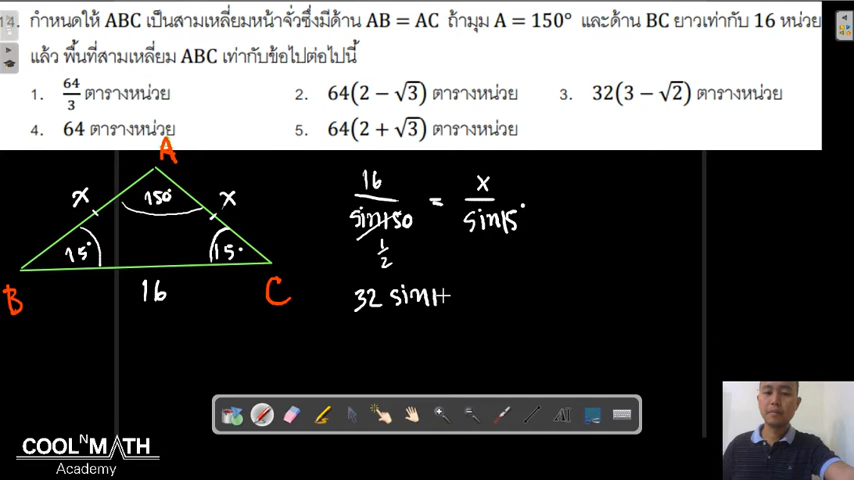 14. กำหนดให้ ABC เป็นสามเหลี่ยมหน้าจั่วซึ่งมีด้าน AB = AC ถ้ามุม A = 150° และด้าน BC ยาวเท่ากับ 16 หน่วย
แล้ว พื้นที่สามเหลี่ยม ABC เท่ากับข้อไปต่อไปนี้
1. 64/3 ตารางหน่วย 2. 64(2 − √3) ตารางหน่วย 3. 32(3 − √2) ตารางหน่วย
4. 64 ตารางหน่วย 5. 64(2 + √3) ตารางหน่วย
A
x 150° x
15° 15°
B 16 C
16/sin150 = x/sin15°
1/2
32 sin1
AI
COOL N MATH
Academy